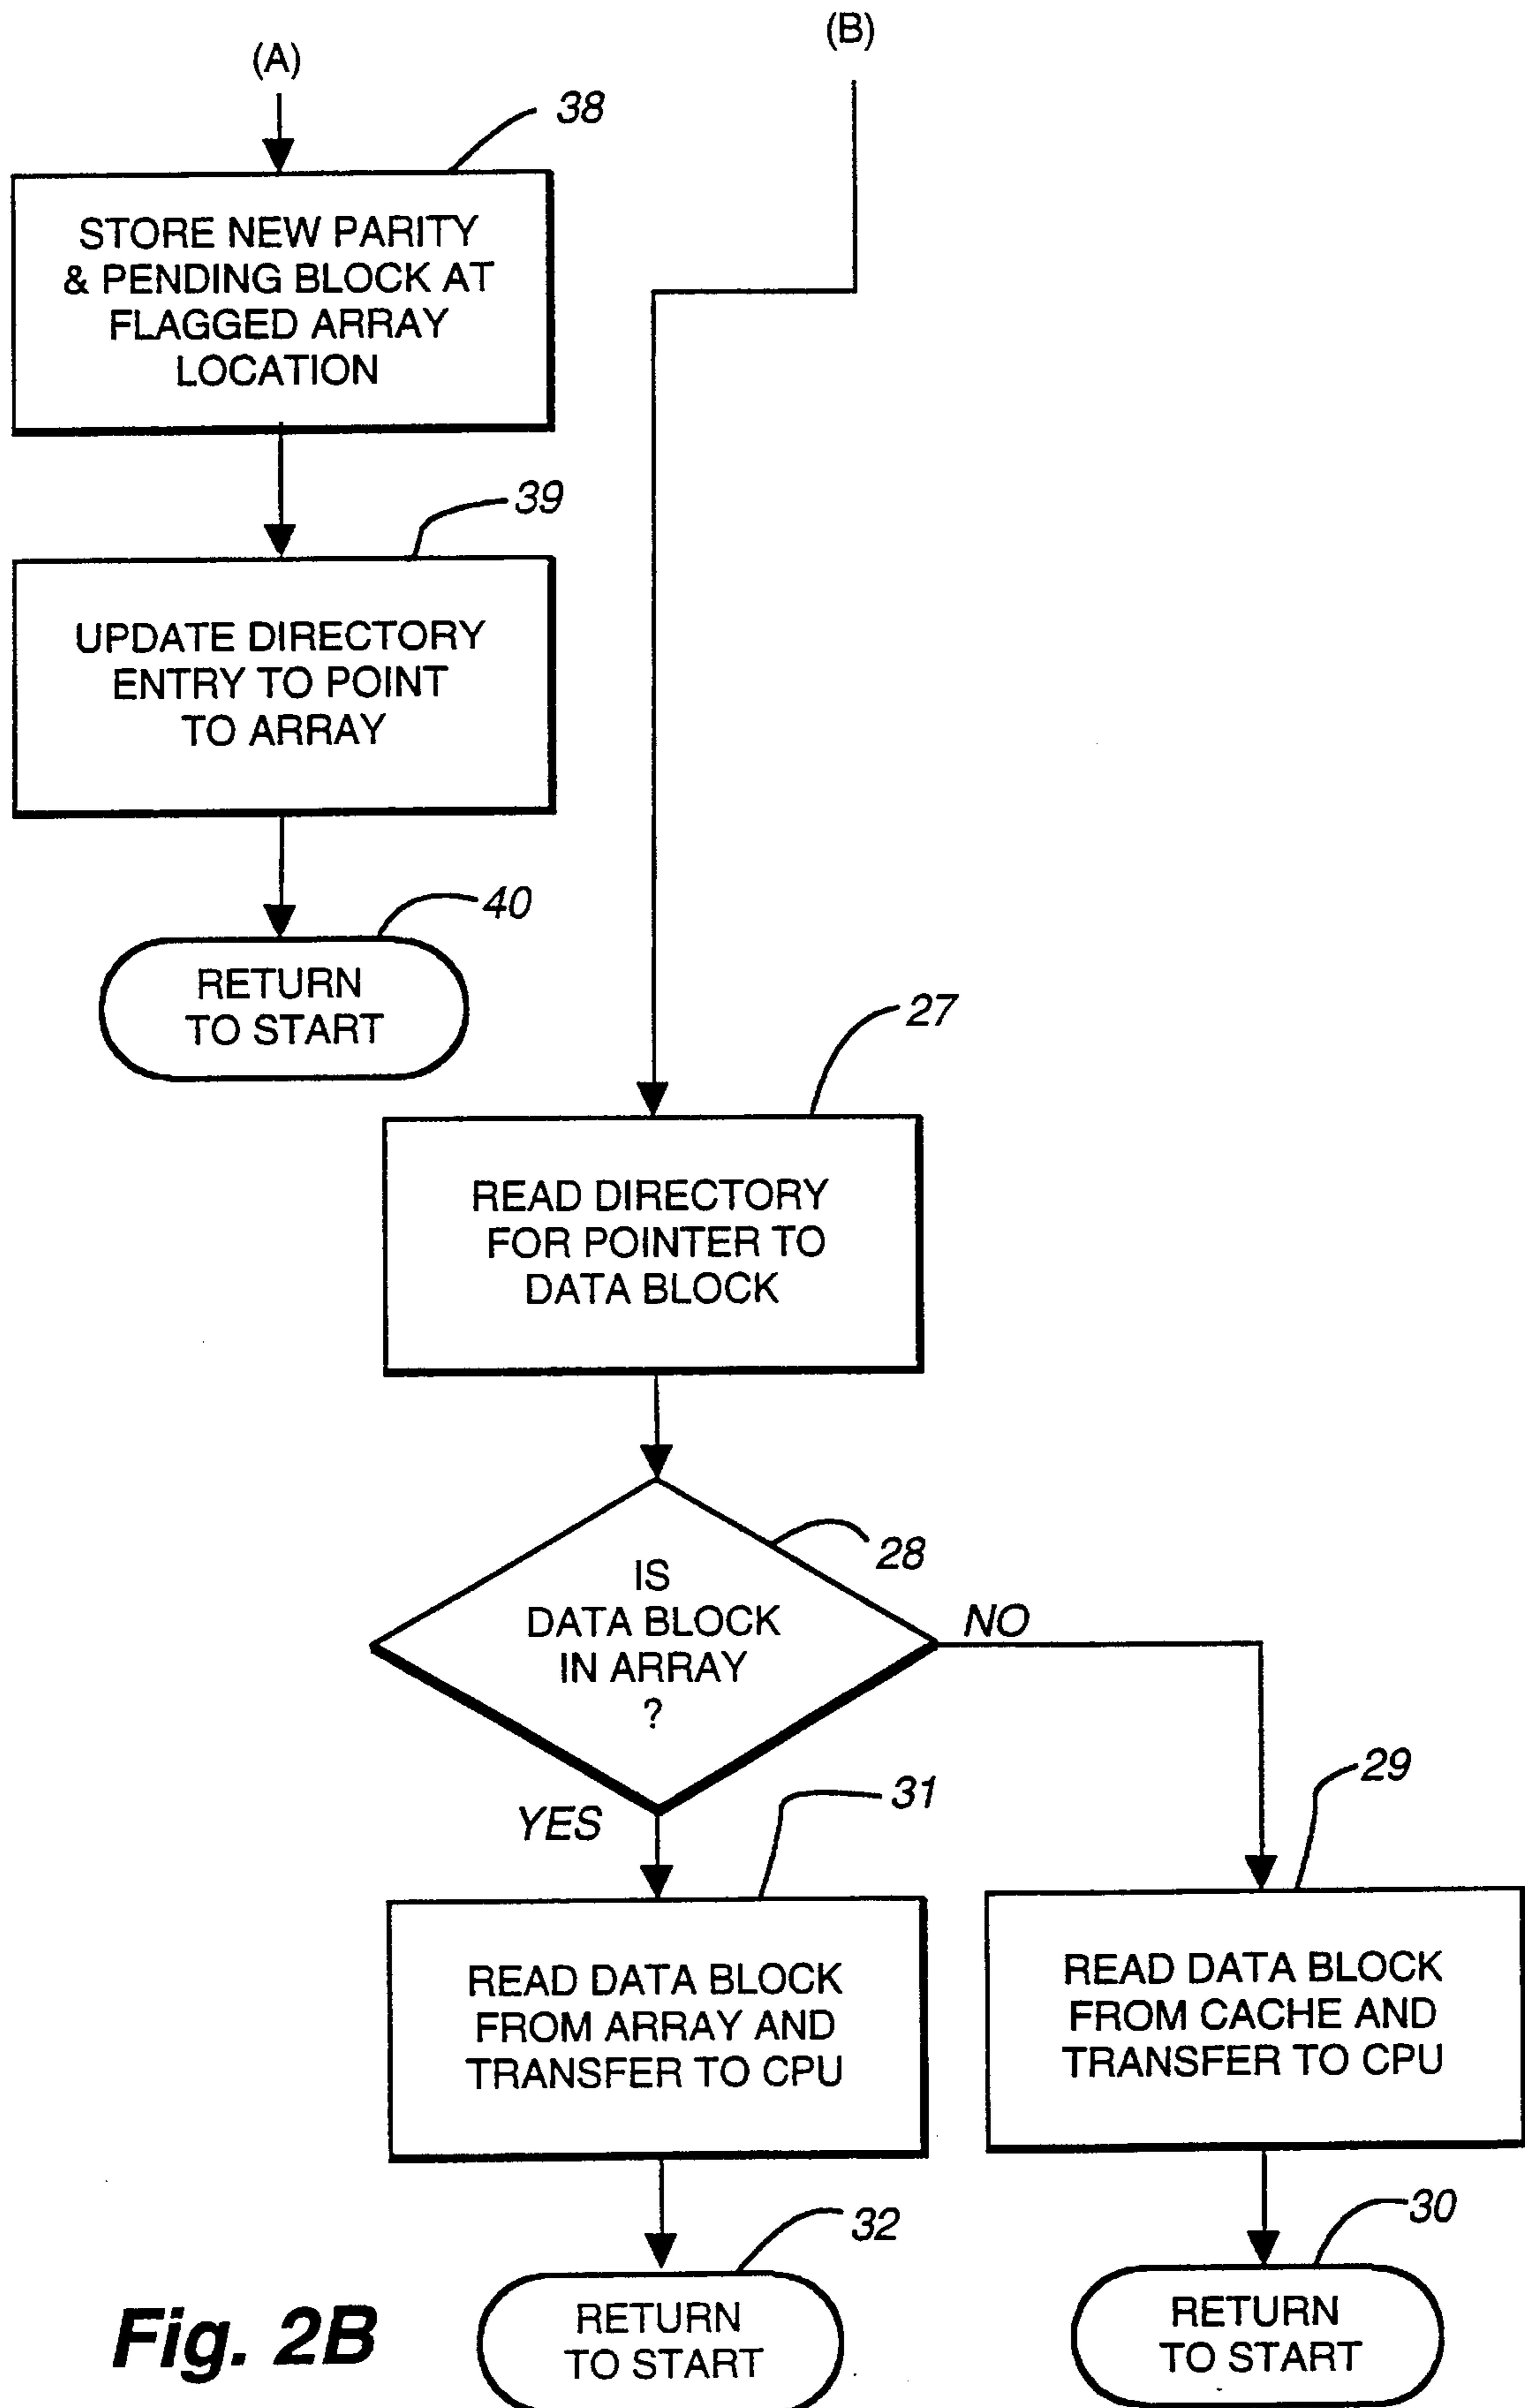 (A)
38
STORE NEW PARITY
& PENDING BLOCK AT
FLAGGED ARRAY
LOCATION
39
UPDATE DIRECTORY
ENTRY TO POINT
TO ARRAY
40
RETURN
TO START
(B)
27
READ DIRECTORY
FOR POINTER TO
DATA BLOCK
28
IS
DATA BLOCK
IN ARRAY
?
NO
YES
31
READ DATA BLOCK
FROM ARRAY AND
TRANSFER TO CPU
32
RETURN
TO START
29
READ DATA BLOCK
FROM CACHE AND
TRANSFER TO CPU
30
RETURN
TO START
Fig. 2B